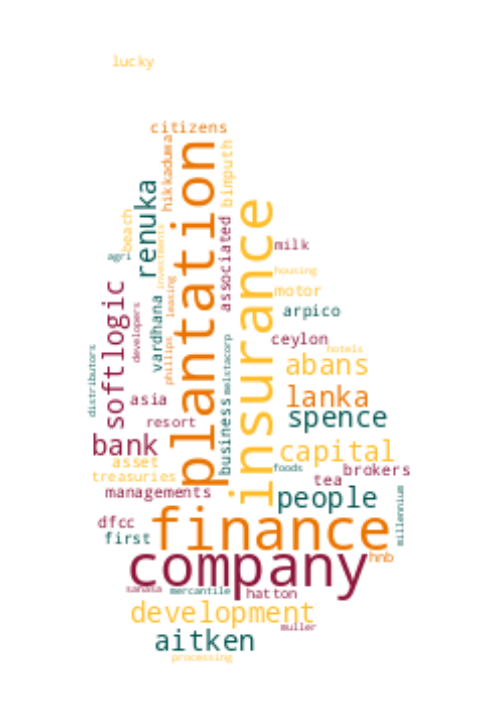 lucky
citizens
hikkaduwa
bimputh
plantation
renuka
beach
agri
investments
associated
insurance
milk
housing
motor
arpico
softlogic
developers
vardhana
leasing
phillips
ceylon
hotels
melstacorp
distributors
abans
asia
lanka
resort
business
spence
bank
capital
asset
foods
brokers
treasuries
tea
managements
people
millennium
dfcc
finance
first
company
hnb
sanasa
mercantile
hatton
development
muller
aitken
processing